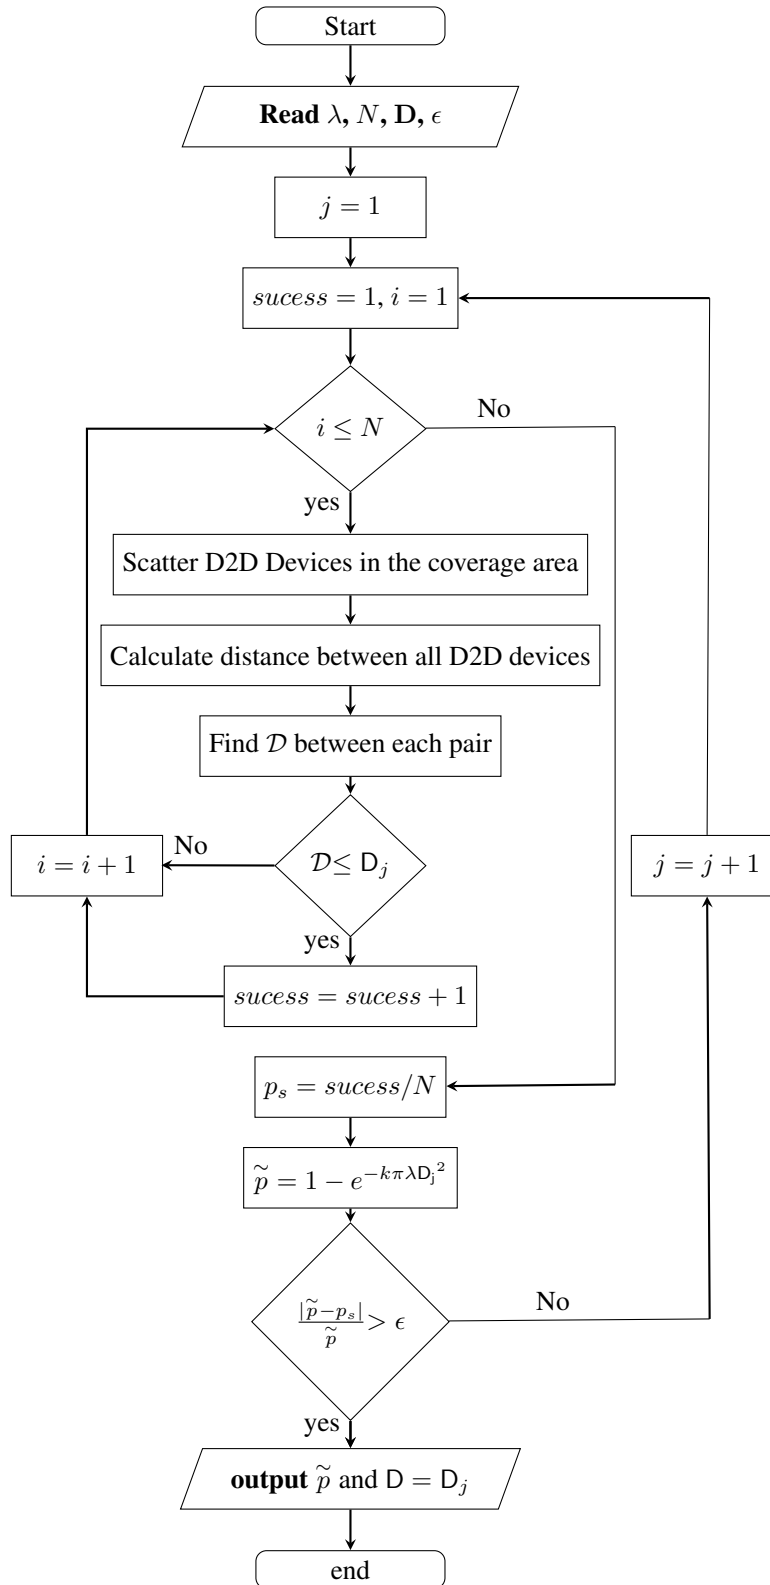 Start
Read λ, N, D, ϵ
j = 1
sucess = 1, i = 1
i ≤ N
No
yes
Scatter D2D Devices in the coverage area
Calculate distance between all D2D devices
Find 𝒟 between each pair
𝒟 ≤ D_j
No
i = i + 1
j = j + 1
yes
sucess = sucess + 1
p_s = sucess/N
p̃ = 1 − e^{−kπλD_j²}
|p̃−p_s| / p̃ > ϵ
No
yes
output p̃ and D = D_j
end